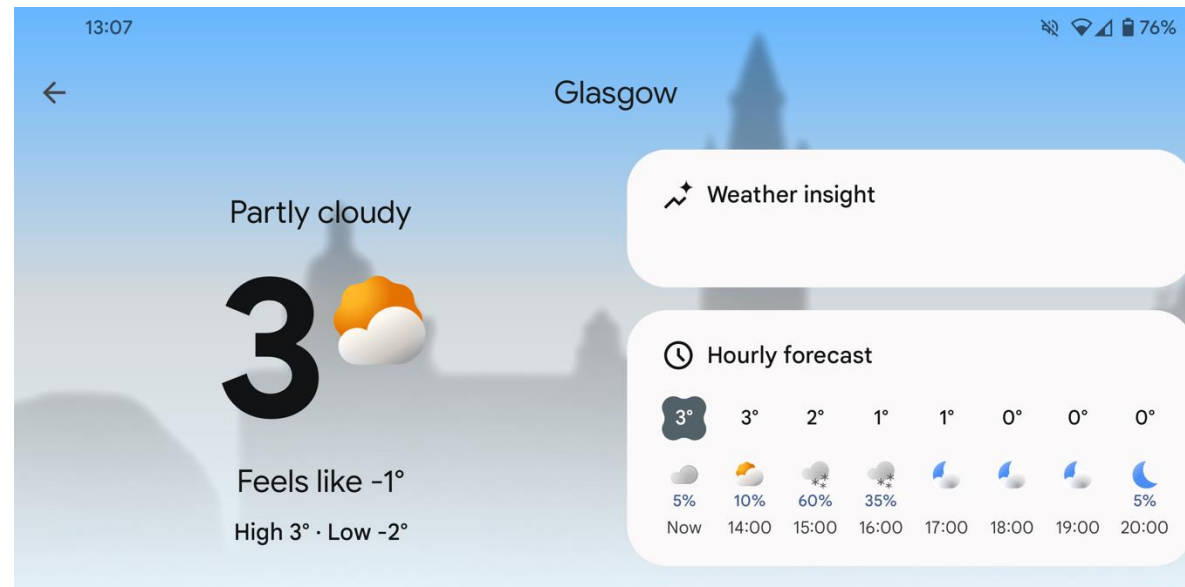 13:07
76%
Glasgow
Partly cloudy
3
Feels like -1°
High 3° · Low -2°
Weather insight
Hourly forecast
3° 3° 2° 1° 1° 0° 0° 0°
5% 10% 60% 35% 5%
Now 14:00 15:00 16:00 17:00 18:00 19:00 20:00